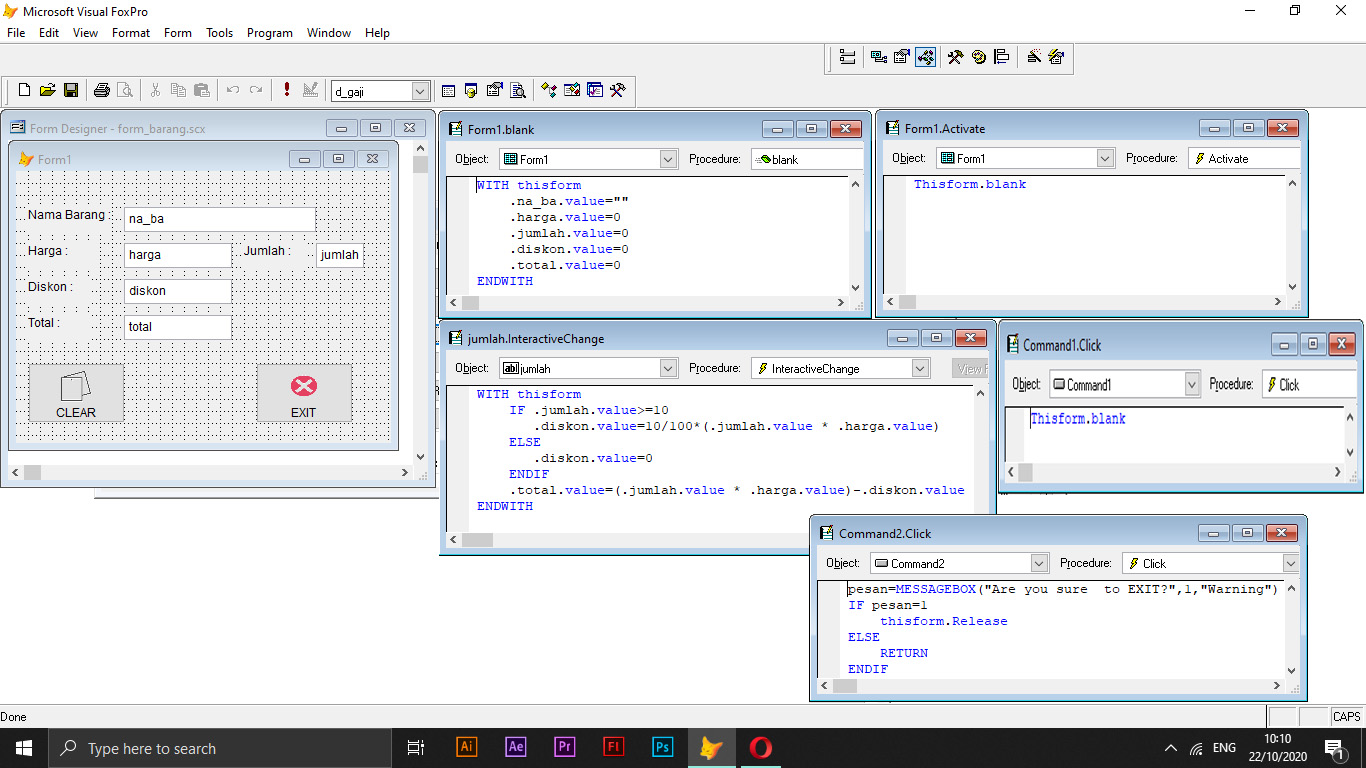 Microsoft Visual FoxPro
File Edit View Format Form Tools Program Window Help
d_gaji
Form Designer - form_barang.scx
Form1
Nama Barang : na_ba
Harga : harga Jumlah : jumlah
Diskon : diskon
Total : total
CLEAR EXIT
Form1.blank
Object: Form1 Procedure: blank
WITH thisform
.na_ba.value=""
.harga.value=0
.jumlah.value=0
.diskon.value=0
.total.value=0
ENDWITH
Form1.Activate
Object: Form1 Procedure: Activate
Thisform.blank
jumlah.InteractiveChange
Object: jumlah Procedure: InteractiveChange View
WITH thisform
IF .jumlah.value>=10
.diskon.value=10/100*(.jumlah.value * .harga.value)
ELSE
.diskon.value=0
ENDIF
.total.value=(.jumlah.value * .harga.value)-.diskon.value
ENDWITH
Command1.Click
Object: Command1 Procedure: Click
Thisform.blank
Command2.Click
Object: Command2 Procedure: Click
pesan=MESSAGEBOX("Are you sure  to EXIT?",1,"Warning")
IF pesan=1
thisform.Release
ELSE
RETURN
ENDIF
Done CAPS
Type here to search
Ai Ae Pr Fl Ps
ENG
10:10
22/10/2020
1